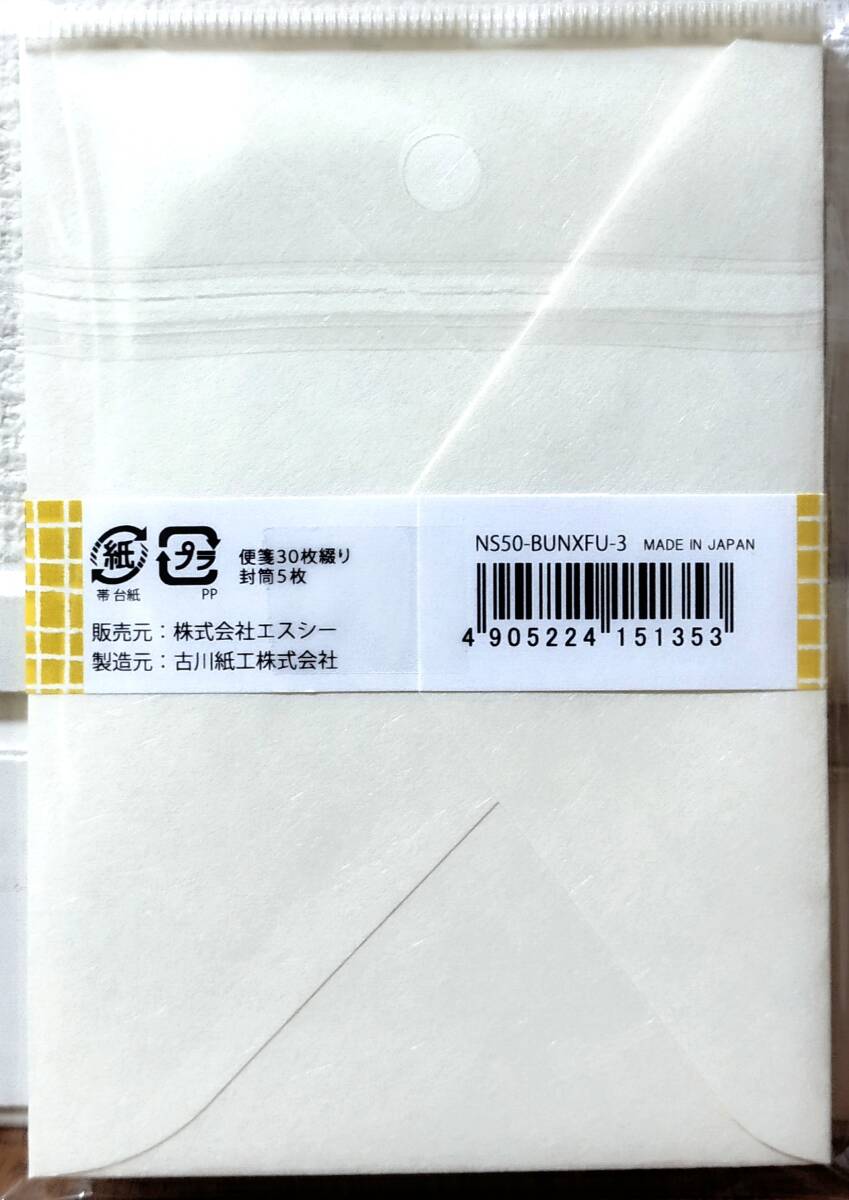 紙
帯 台紙
プラ
PP
便箋30枚綴り
封筒5枚
販売元：株式会社エスシー
製造元：古川紙工株式会社
NS50-BUNXFU-3 MADE IN JAPAN
4 905224 151353